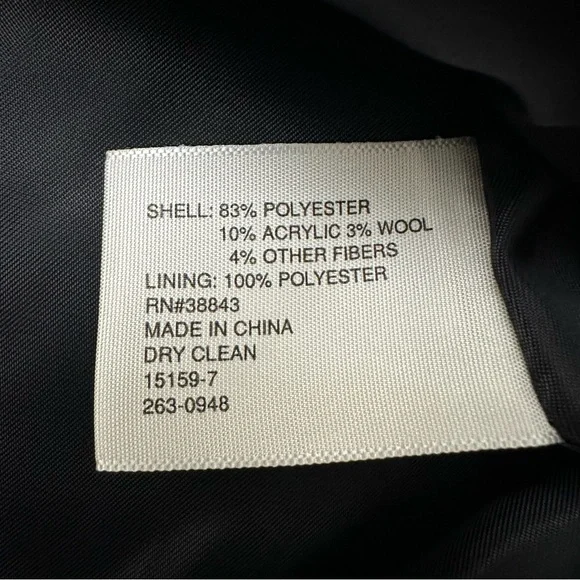 SHELL: 83% POLYESTER
10% ACRYLIC 3% WOOL
4% OTHER FIBERS
LINING: 100% POLYESTER
RN#38843
MADE IN CHINA
DRY CLEAN
15159-7
263-0948